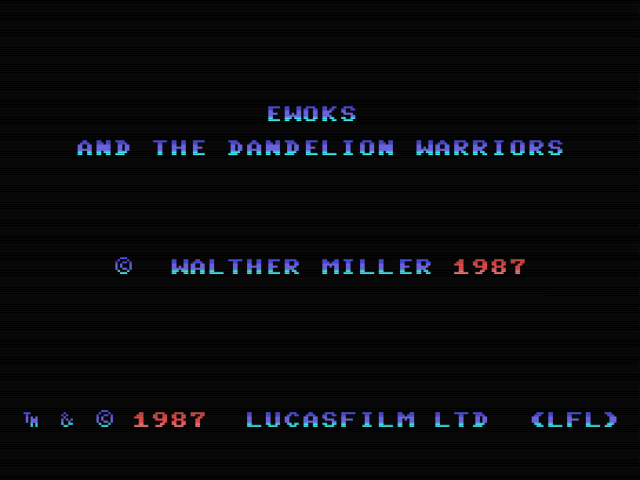 EWOKS
AND THE DANDELION WARRIORS
© WALTHER MILLER 1987
™ & © 1987 LUCASFILM LTD (LFL)